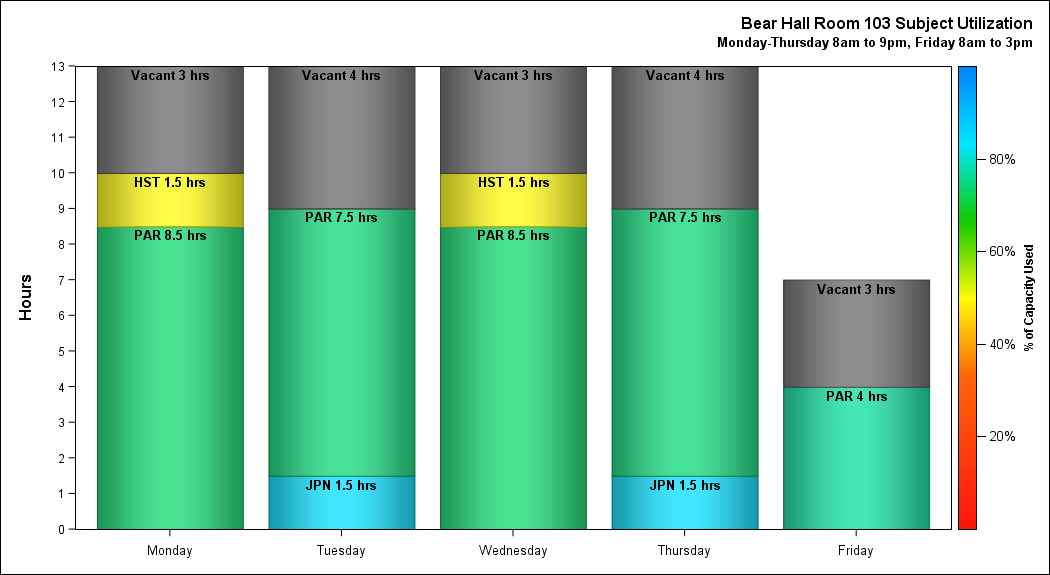 Bear Hall Room 103 Subject Utilization
Monday-Thursday 8am to 9pm, Friday 8am to 3pm
Hours
13
12
11
10
9
8
7
6
5
4
3
2
1
0
Vacant 3 hrs
HST 1.5 hrs
PAR 8.5 hrs
Vacant 4 hrs
PAR 7.5 hrs
JPN 1.5 hrs
Vacant 3 hrs
HST 1.5 hrs
PAR 8.5 hrs
Vacant 4 hrs
PAR 7.5 hrs
JPN 1.5 hrs
Vacant 3 hrs
PAR 4 hrs
Monday
Tuesday
Wednesday
Thursday
Friday
80%
60%
40%
20%
% of Capacity Used